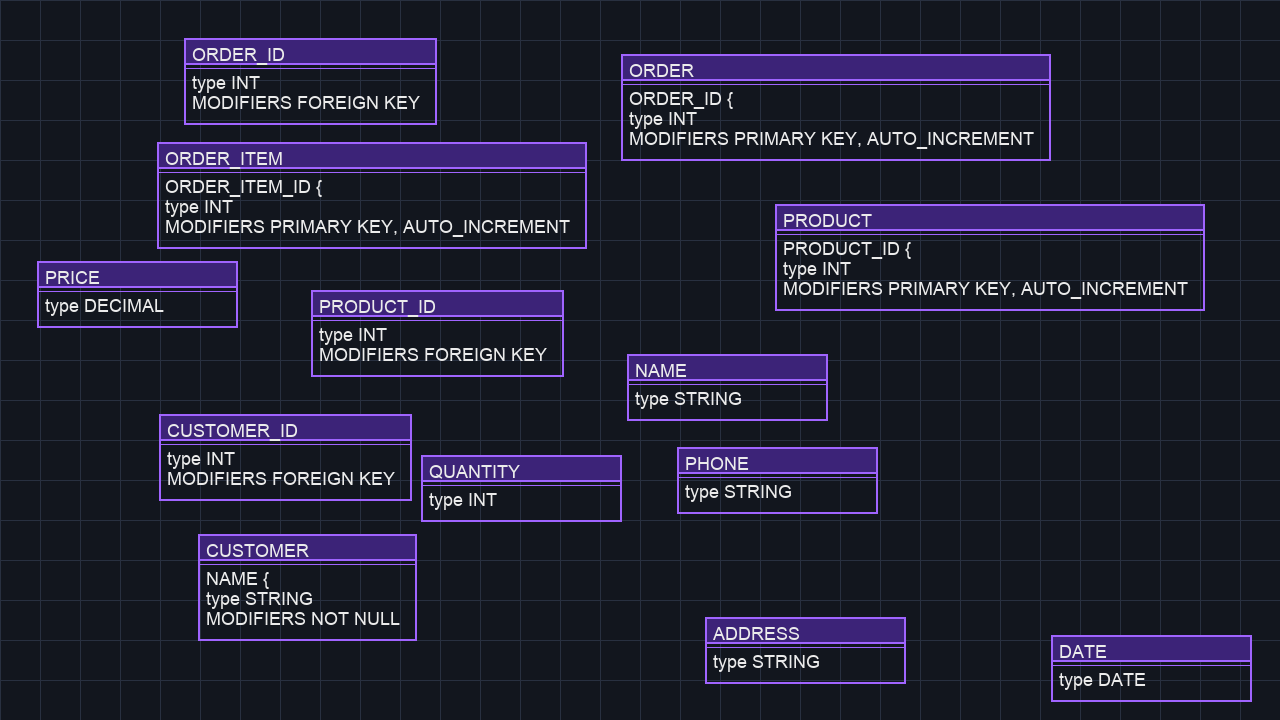 ORDER_ID
type INT
MODIFIERS FOREIGN KEY
ORDER
ORDER_ID {
type INT
MODIFIERS PRIMARY KEY, AUTO_INCREMENT
ORDER_ITEM
ORDER_ITEM_ID {
type INT
MODIFIERS PRIMARY KEY, AUTO_INCREMENT
PRODUCT
PRODUCT_ID {
type INT
MODIFIERS PRIMARY KEY, AUTO_INCREMENT
PRICE
type DECIMAL
PRODUCT_ID
type INT
MODIFIERS FOREIGN KEY
NAME
type STRING
CUSTOMER_ID
type INT
MODIFIERS FOREIGN KEY
QUANTITY
type INT
PHONE
type STRING
CUSTOMER
NAME {
type STRING
MODIFIERS NOT NULL
ADDRESS
type STRING
DATE
type DATE